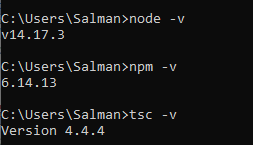 C:\Users\Salman>node -v
v14.17.3
C:\Users\Salman>npm -v
6.14.13
C:\Users\Salman>tsc -v
Version 4.4.4